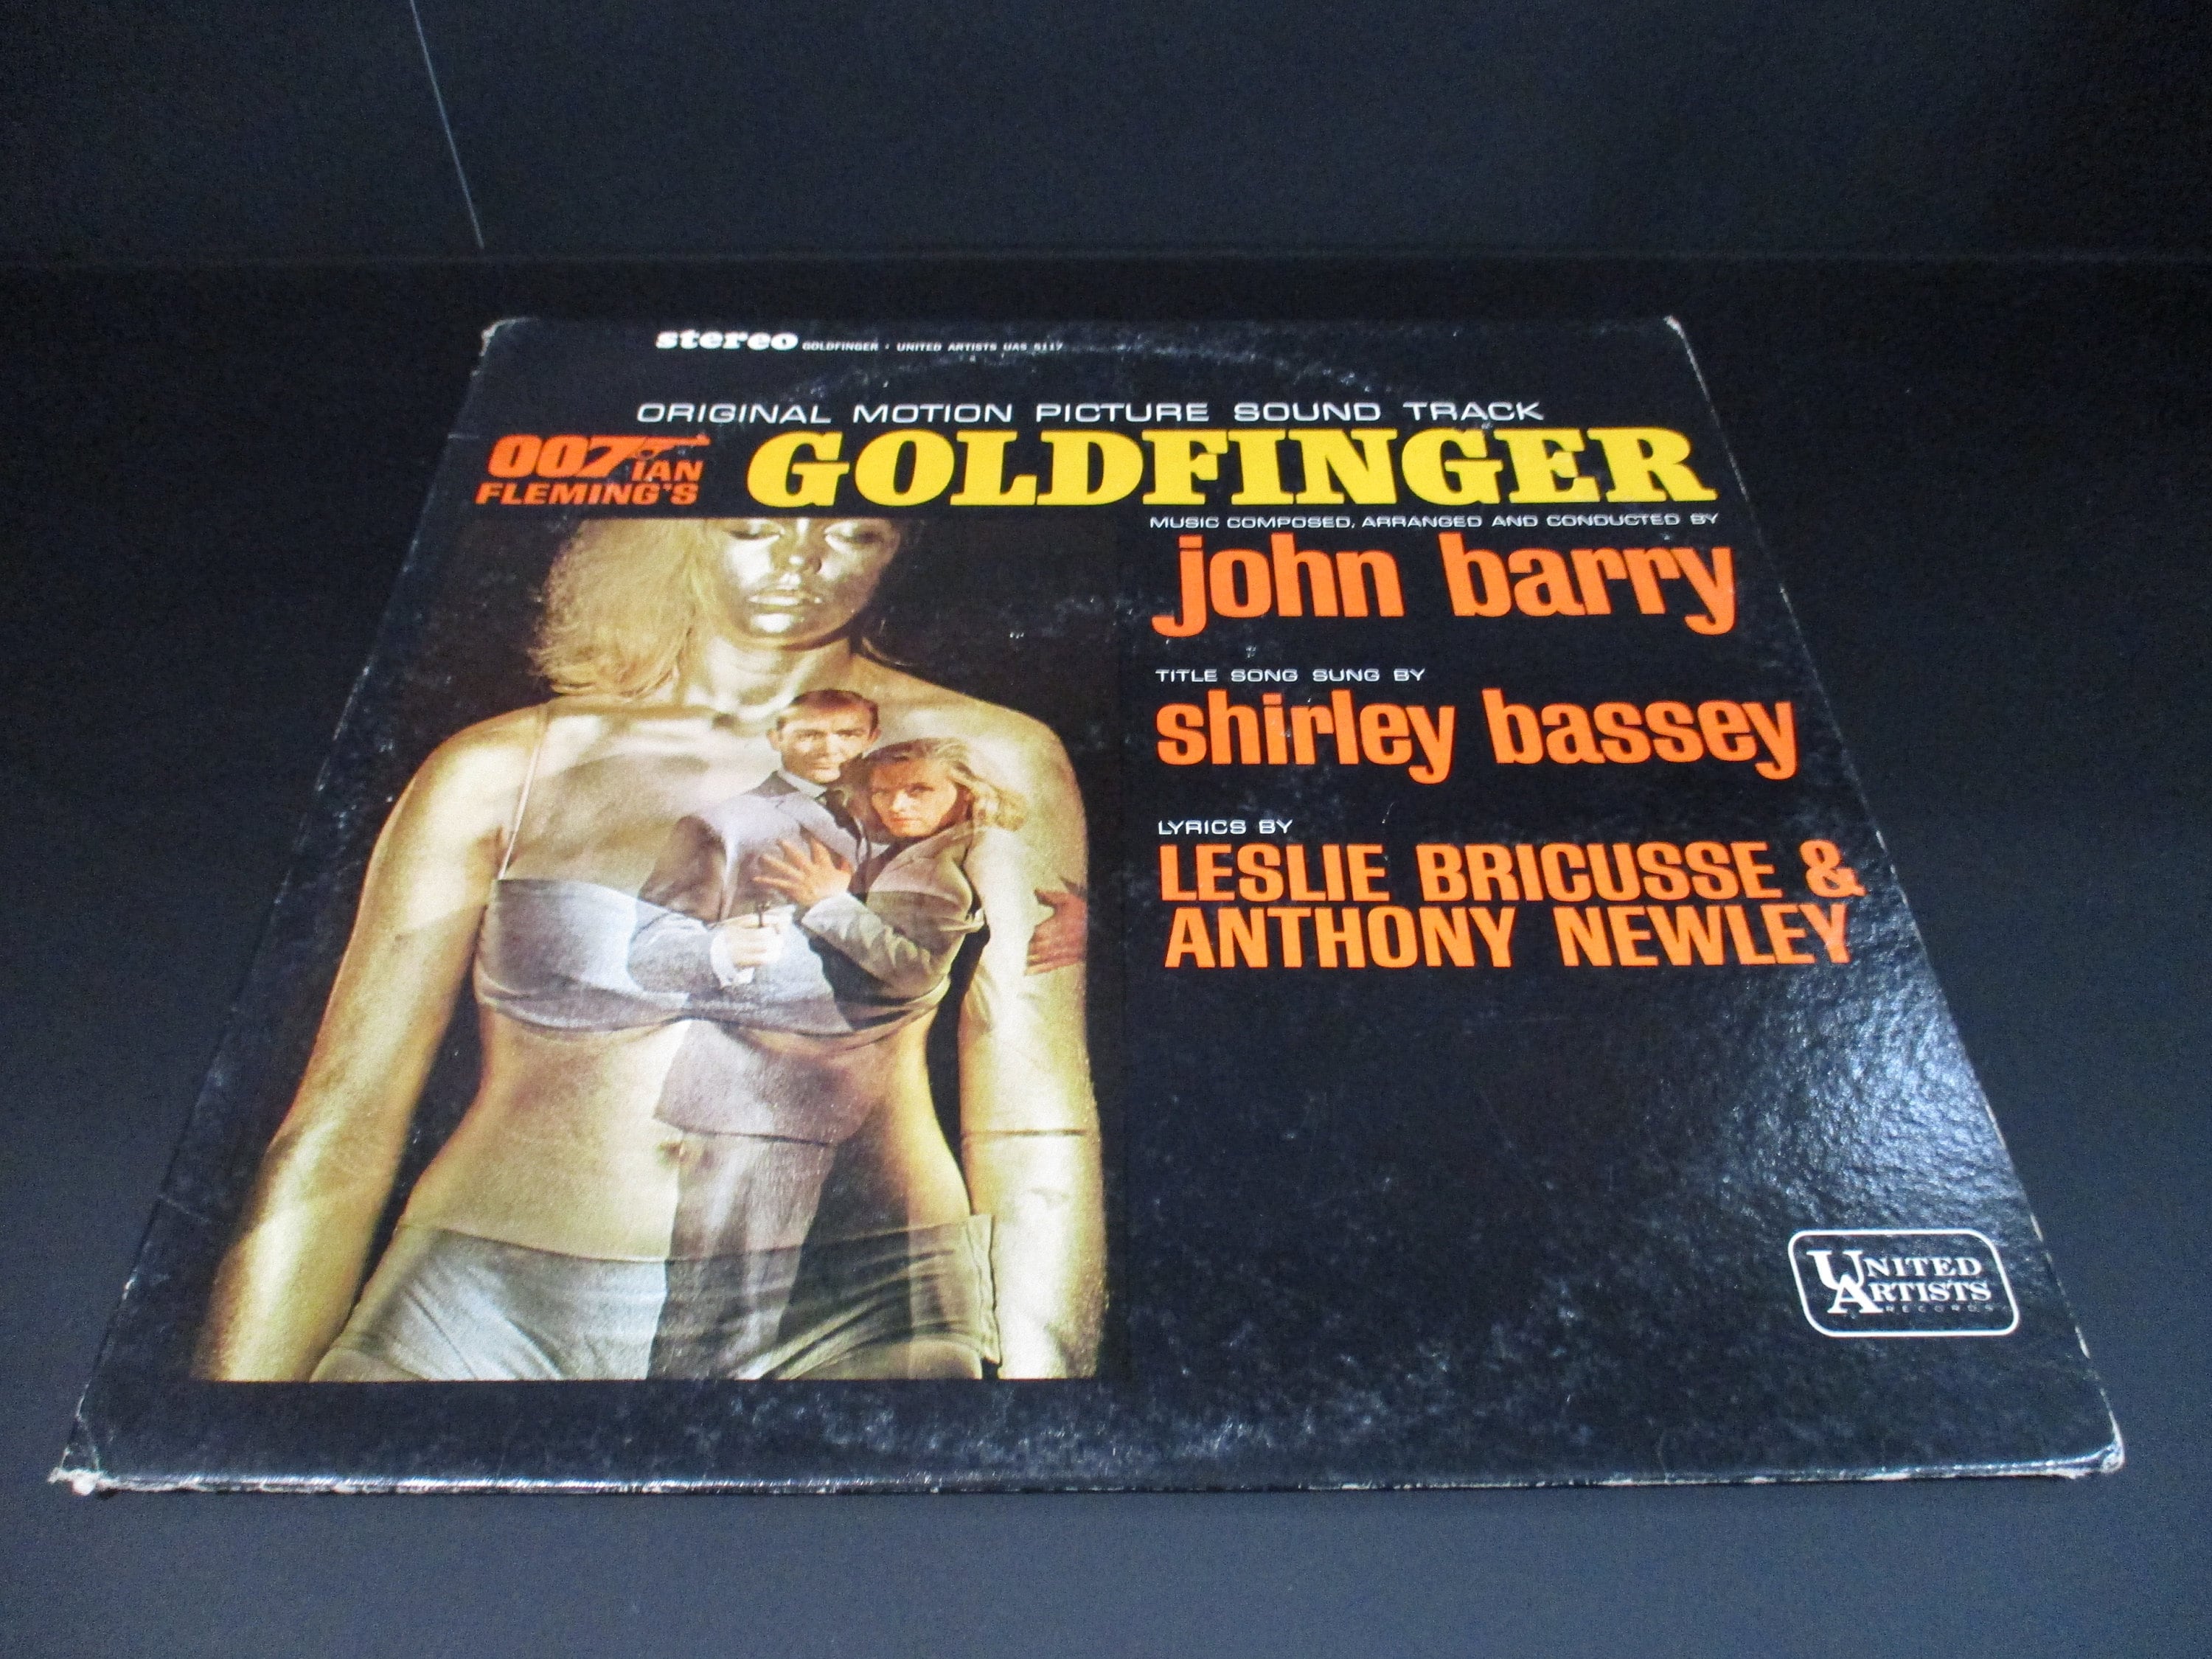 stereo GOLDFINGER • UNITED ARTISTS UAS 5117
ORIGINAL MOTION PICTURE SOUND TRACK
007 IAN
FLEMING'S
GOLDFINGER
MUSIC COMPOSED, ARRANGED AND CONDUCTED BY
john barry
TITLE SONG SUNG BY
shirley bassey
LYRICS BY
LESLIE BRICUSSE &
ANTHONY NEWLEY
UNITED
ARTISTS
RECORDS